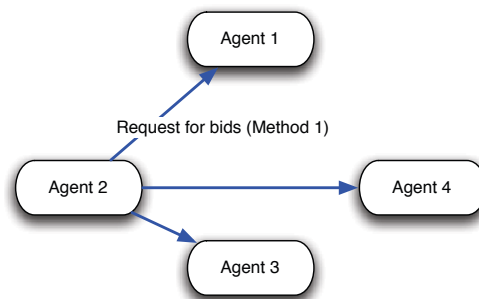 Agent 1
Request for bids (Method 1)
Agent 2
Agent 4
Agent 3